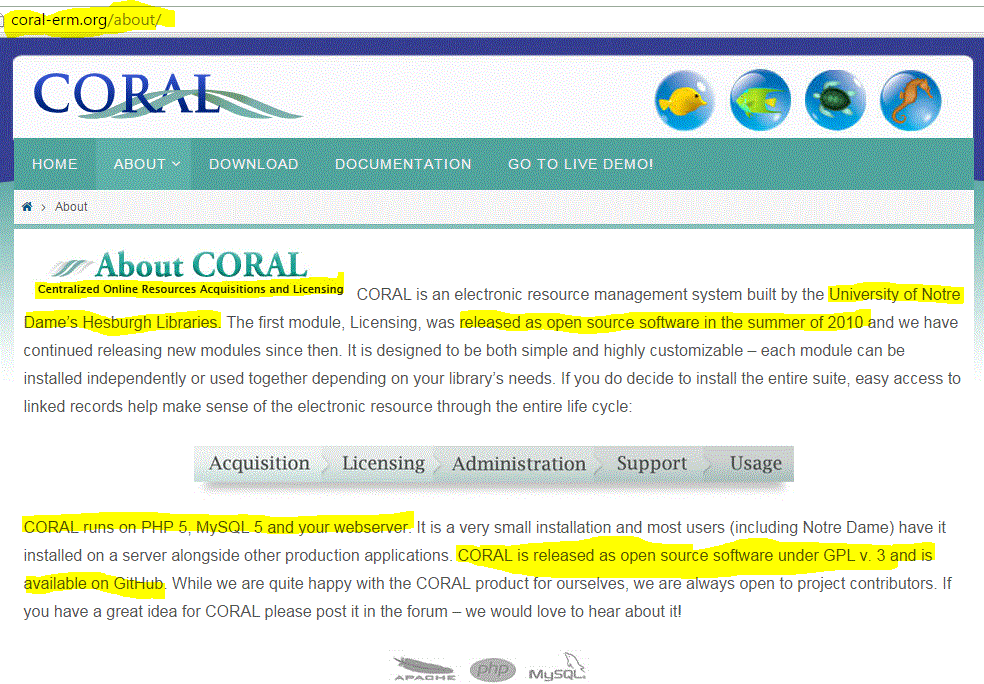 coral-erm.org/about/
CORAL
HOME ABOUT DOWNLOAD DOCUMENTATION GO TO LIVE DEMO!
About
About CORAL
Centralized Online Resources Acquisitions and Licensing
CORAL is an electronic resource management system built by the University of Notre
Dame’s Hesburgh Libraries. The first module, Licensing, was released as open source software in the summer of 2010 and we have
continued releasing new modules since then. It is designed to be both simple and highly customizable – each module can be
installed independently or used together depending on your library’s needs. If you do decide to install the entire suite, easy access to
linked records help make sense of the electronic resource through the entire life cycle:
Acquisition Licensing Administration Support Usage
CORAL runs on PHP 5, MySQL 5 and your webserver. It is a very small installation and most users (including Notre Dame) have it
installed on a server alongside other production applications. CORAL is released as open source software under GPL v. 3 and is
available on GitHub. While we are quite happy with the CORAL product for ourselves, we are always open to project contributors. If
you have a great idea for CORAL please post it in the forum – we would love to hear about it!
APACHE php MySQL